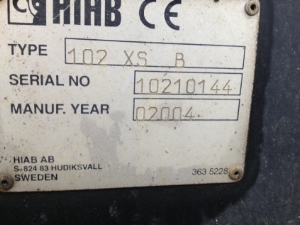 HIAB CE
TYPE 102 XS B
SERIAL NO 10210144
MANUF. YEAR 02004
HIAB AB
S-824 83 HUDIKSVALL
SWEDEN
363 5228